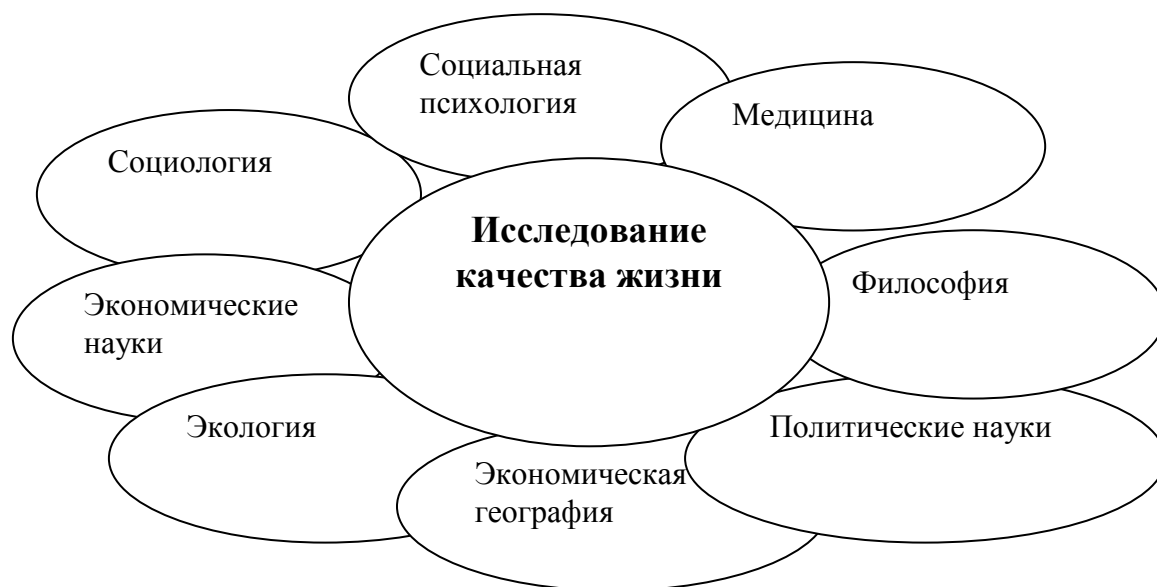 Социальная
психология
Медицина
Социология
Исследование
качества жизни
Философия
Экономические
науки
Экология
Политические науки
Экономическая
география